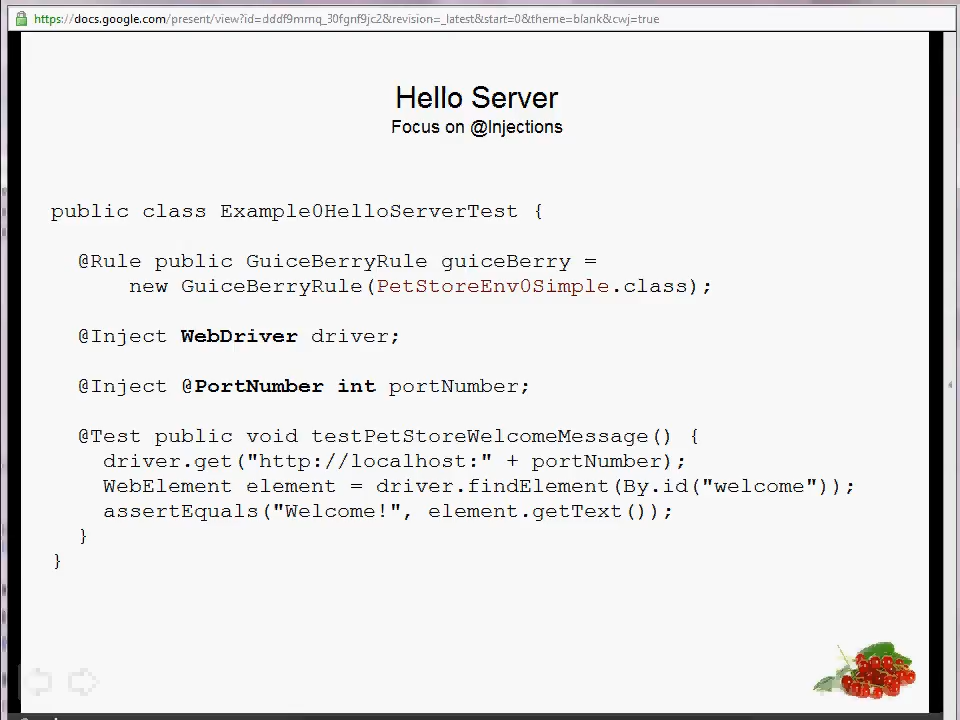 https://docs.google.com/present/view?id=dddf9mmq_30fgnf9jc2&revision=_latest&start=0&theme=blank&cwj=true
Hello Server
Focus on @Injections
public class Example0HelloServerTest {
@Rule public GuiceBerryRule guiceBerry =
new GuiceBerryRule(PetStoreEnv0Simple.class);
@Inject WebDriver driver;
@Inject @PortNumber int portNumber;
@Test public void testPetStoreWelcomeMessage() {
driver.get("http://localhost:" + portNumber);
WebElement element = driver.findElement(By.id("welcome"));
assertEquals("Welcome!", element.getText());
}
}